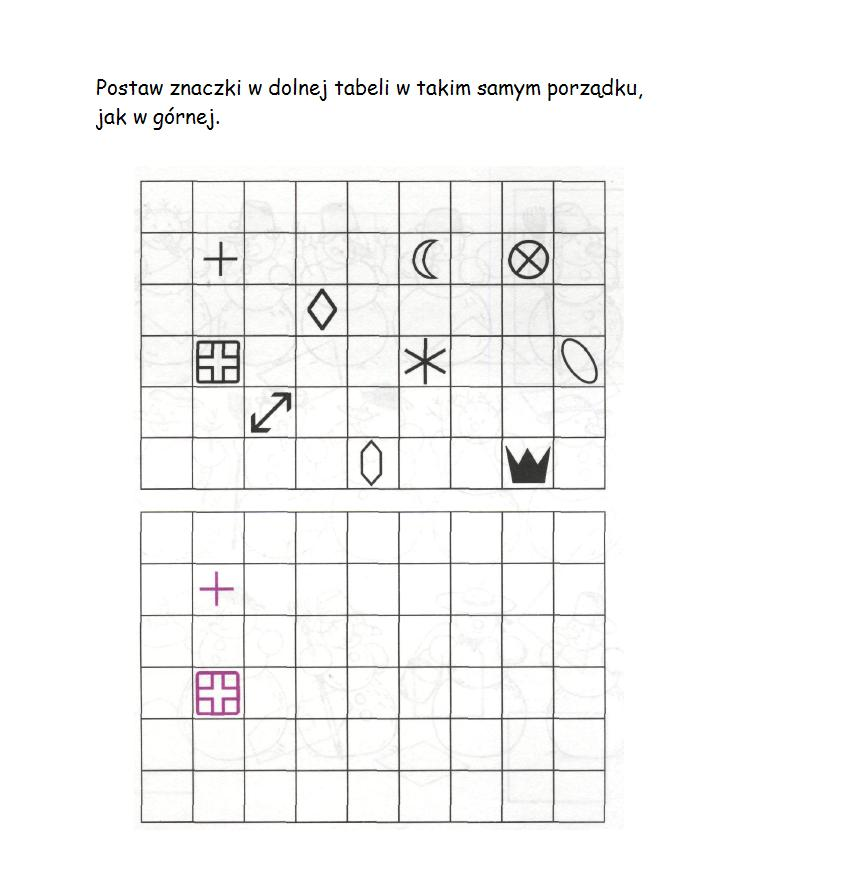 Postaw znaczki w dolnej tabeli w takim samym porządku,
jak w górnej.